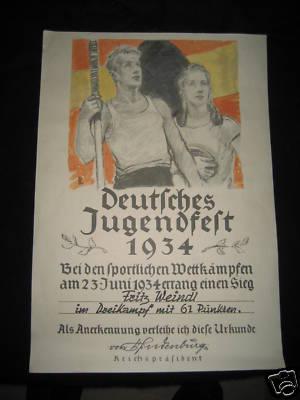 Deutsches
Jugendfest
1934
Bei den sportlichen Wettkämpfen
am 23 Juni 1934 errang einen Sieg
Fritz Weindl
im Dreikampf mit 61 Punkten.
Als Anerkennung verleihe ich diese Urkunde
von Hindenburg
Reichspräsident
ebay